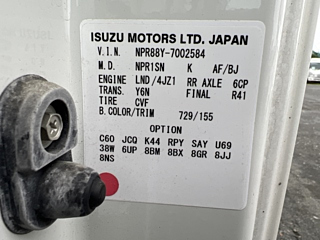 ISUZU MOTORS LTD. JAPAN
V.I.N. NPR88Y-7002584
M.D. NPR1SN K AF/BJ
ENGINE LND/4JZ1 RR AXLE 6CP
TRANS. Y6N FINAL R41
TIRE CVF
B.COLOR/TRIM 729/155
OPTION
C60 JCQ K44 RPY SAY U69
38W 6UP 8BM 8BX 8GR 8JJ
8NS